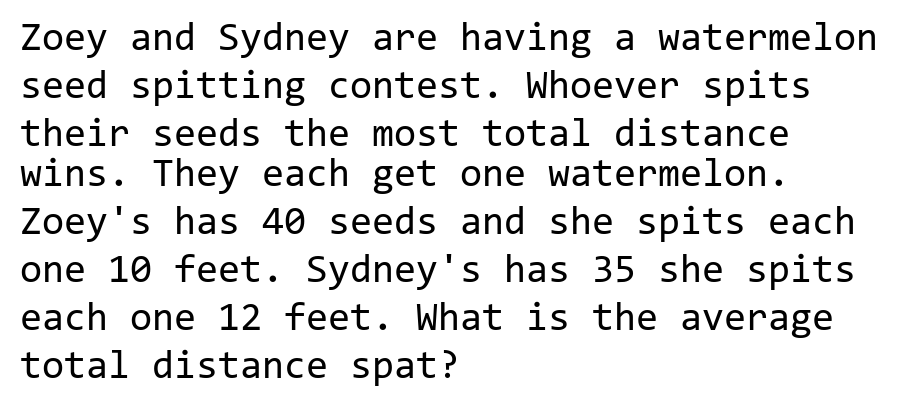 Zoey and Sydney are having a watermelon
seed spitting contest. Whoever spits
their seeds the most total distance
wins. They each get one watermelon.
Zoey's has 40 seeds and she spits each
one 10 feet. Sydney's has 35 she spits
each one 12 feet. What is the average
total distance spat?